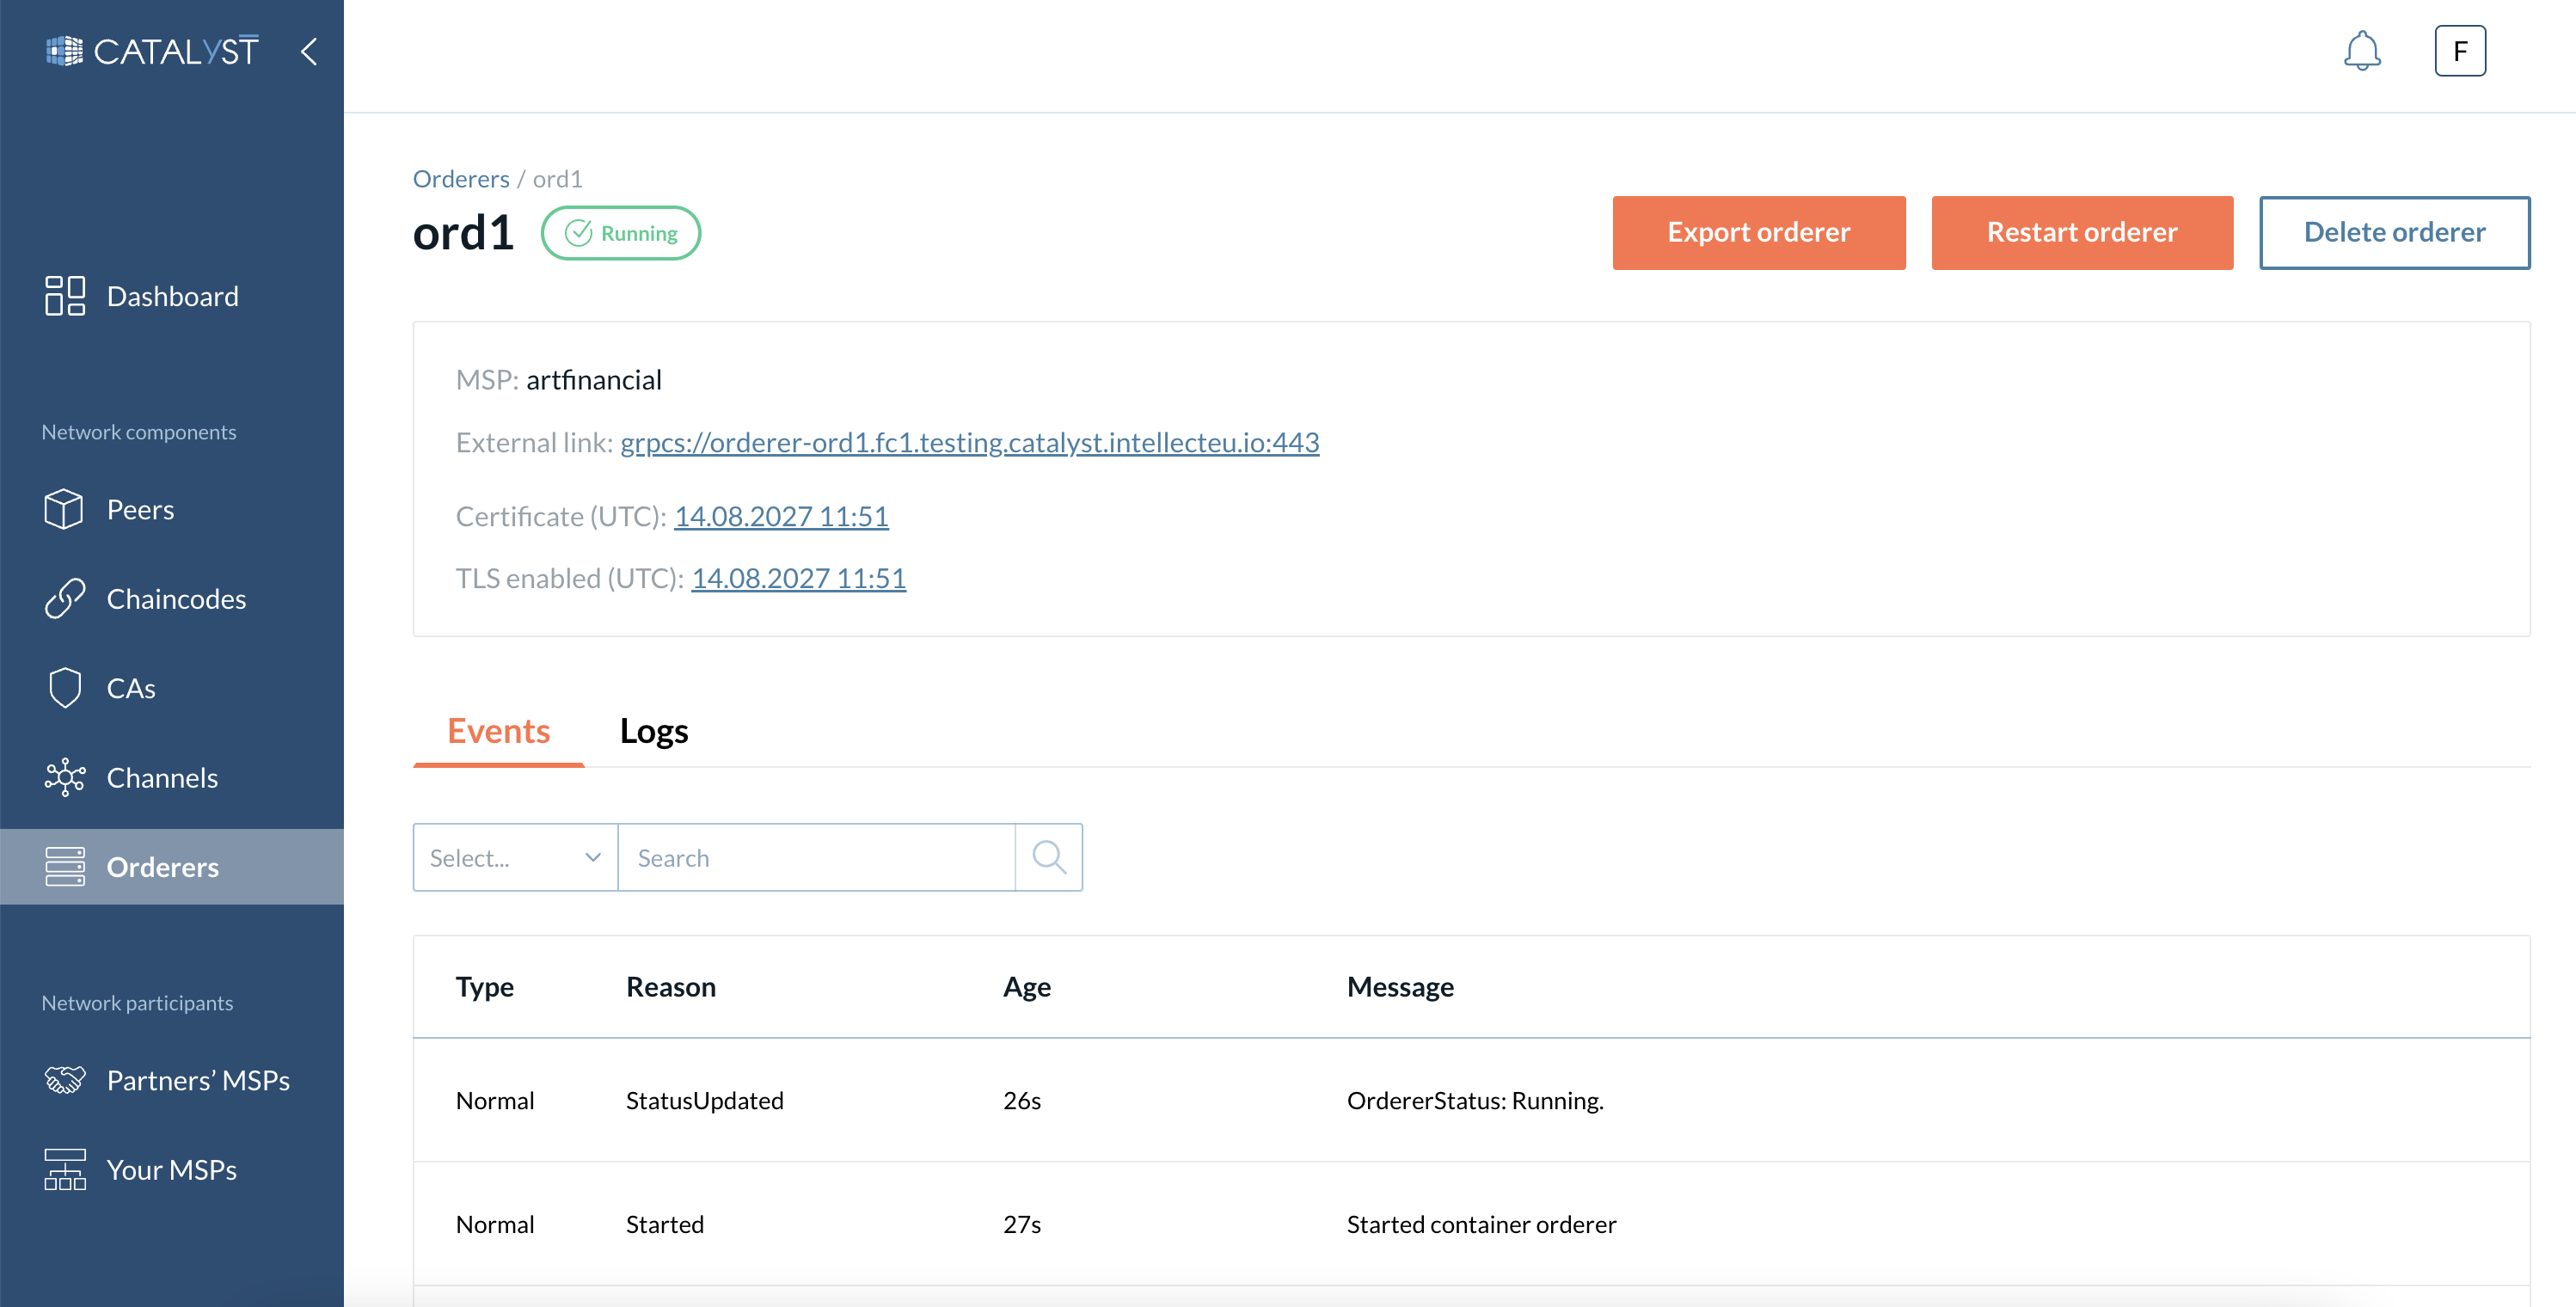 CATALYST
F
Dashboard
Network components
Peers
Chaincodes
CAs
Channels
Orderers
Network participants
Partners’ MSPs
Your MSPs
Orderers / ord1
ord1
Running
Export orderer
Restart orderer
Delete orderer
MSP: artfinancial
External link: grpcs://orderer-ord1.fc1.testing.catalyst.intellecteu.io:443
Certificate (UTC): 14.08.2027 11:51
TLS enabled (UTC): 14.08.2027 11:51
Events Logs
Select... Search
Type Reason Age Message
Normal StatusUpdated 26s OrdererStatus: Running.
Normal Started 27s Started container orderer